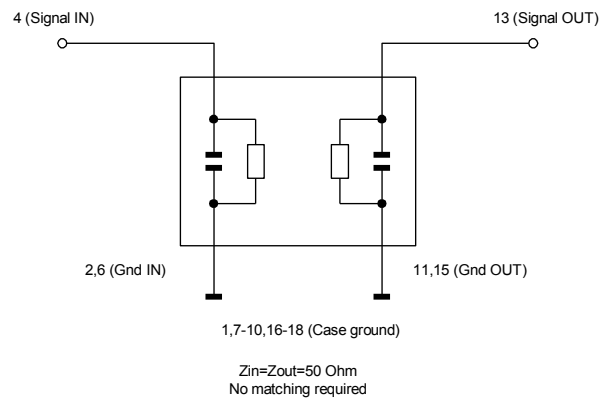 4 (Signal IN)
13 (Signal OUT)
2,6 (Gnd IN)
11,15 (Gnd OUT)
1,7-10,16-18 (Case ground)
Zin=Zout=50 Ohm
No matching required